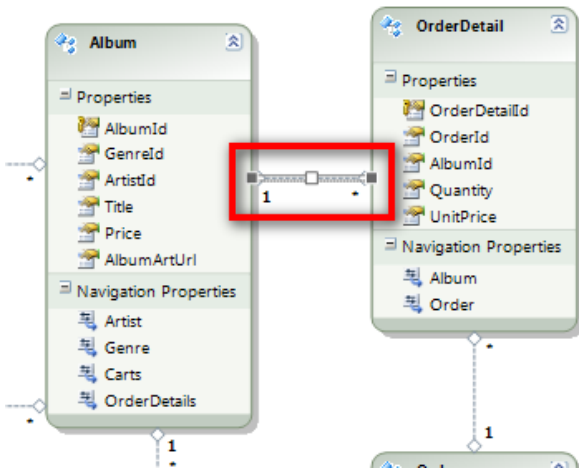 Album
Properties
AlbumId
GenreId
ArtistId
Title
Price
AlbumArtUrl
Navigation Properties
Artist
Genre
Carts
OrderDetails
*
*
1
*
1
*
OrderDetail
Properties
OrderDetailId
OrderId
AlbumId
Quantity
UnitPrice
Navigation Properties
Album
Order
*
1